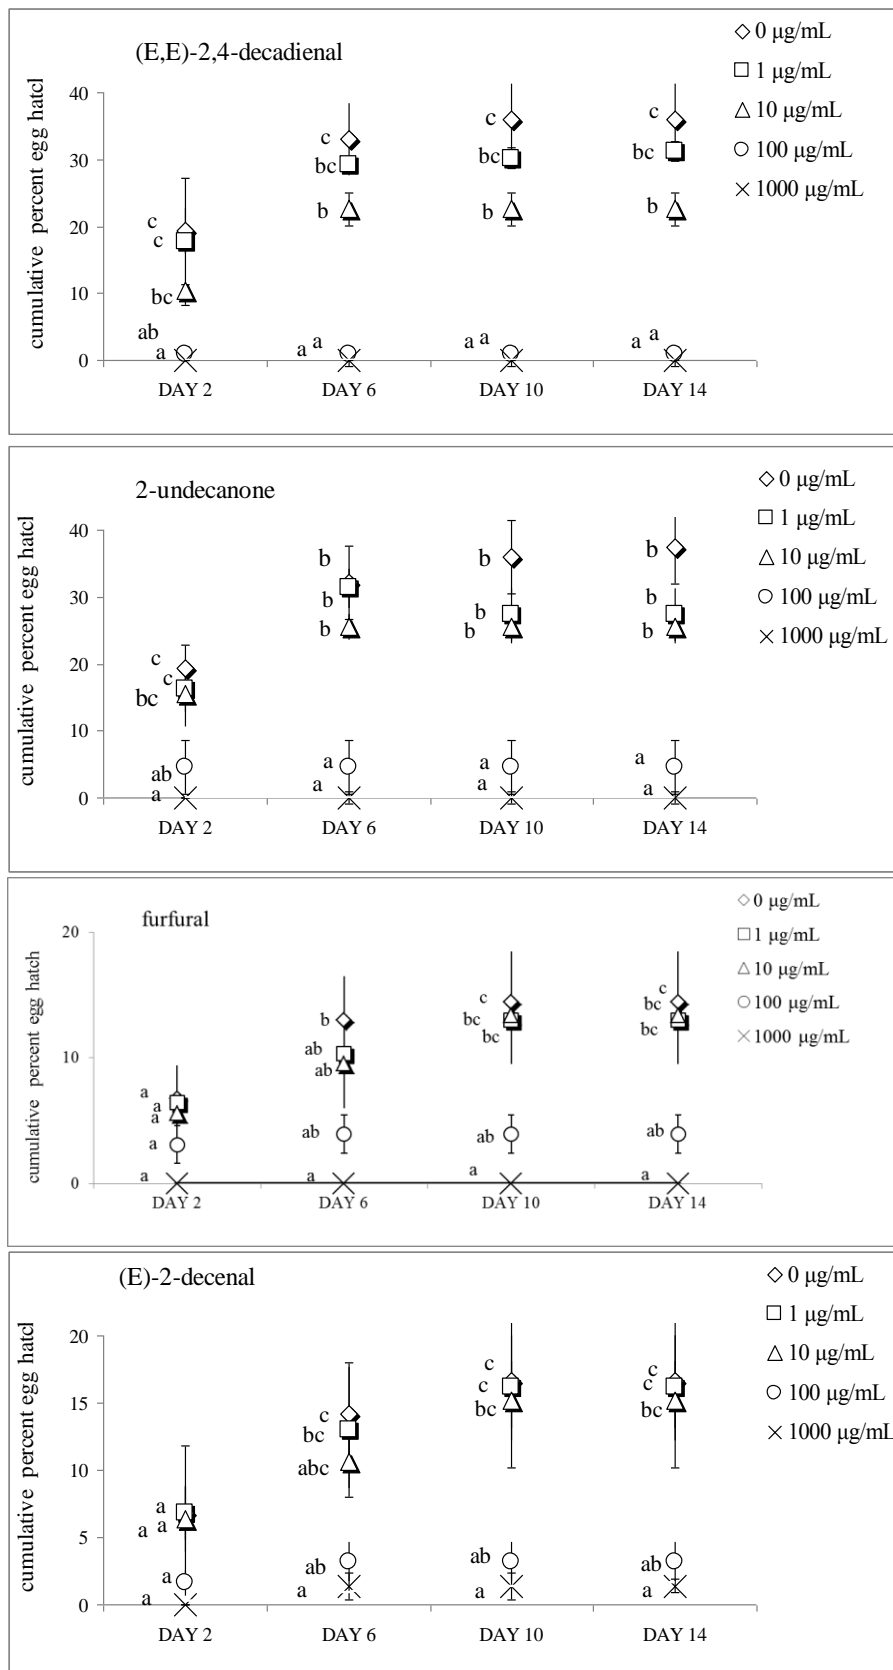 (E,E)-2,4-decadienal
0 μg/mL
1 μg/mL
10 μg/mL
100 μg/mL
1000 μg/mL
cumulative percent egg hatcl
40
30
20
10
0
c
c
bc
ab
a
c
bc
b
a a
c
bc
b
a a
c
bc
b
a a
DAY 2 DAY 6 DAY 10 DAY 14
2-undecanone
0 μg/mL
1 μg/mL
10 μg/mL
100 μg/mL
1000 μg/mL
cumulative percent egg hatcl
40
30
20
10
0
c
c
bc
ab
a
b
b
b
a
a
b
b
b
a
a
b
b
b
a
a
DAY 2 DAY 6 DAY 10 DAY 14
furfural
0 μg/mL
1 μg/mL
10 μg/mL
100 μg/mL
1000 μg/mL
cumulative percent egg hatch
20
10
0
a
a
a
a
a
b
ab
ab
ab
a
c
bc
bc
ab
a
c
bc
bc
ab
a
DAY 2 DAY 6 DAY 10 DAY 14
(E)-2-decenal
0 μg/mL
1 μg/mL
10 μg/mL
100 μg/mL
1000 μg/mL
cumulative percent egg hatcl
20
15
10
5
0
a
a
a
a
a
c
bc
abc
ab
a
c
c
bc
ab
a
c
c
bc
ab
a
DAY 2 DAY 6 DAY 10 DAY 14